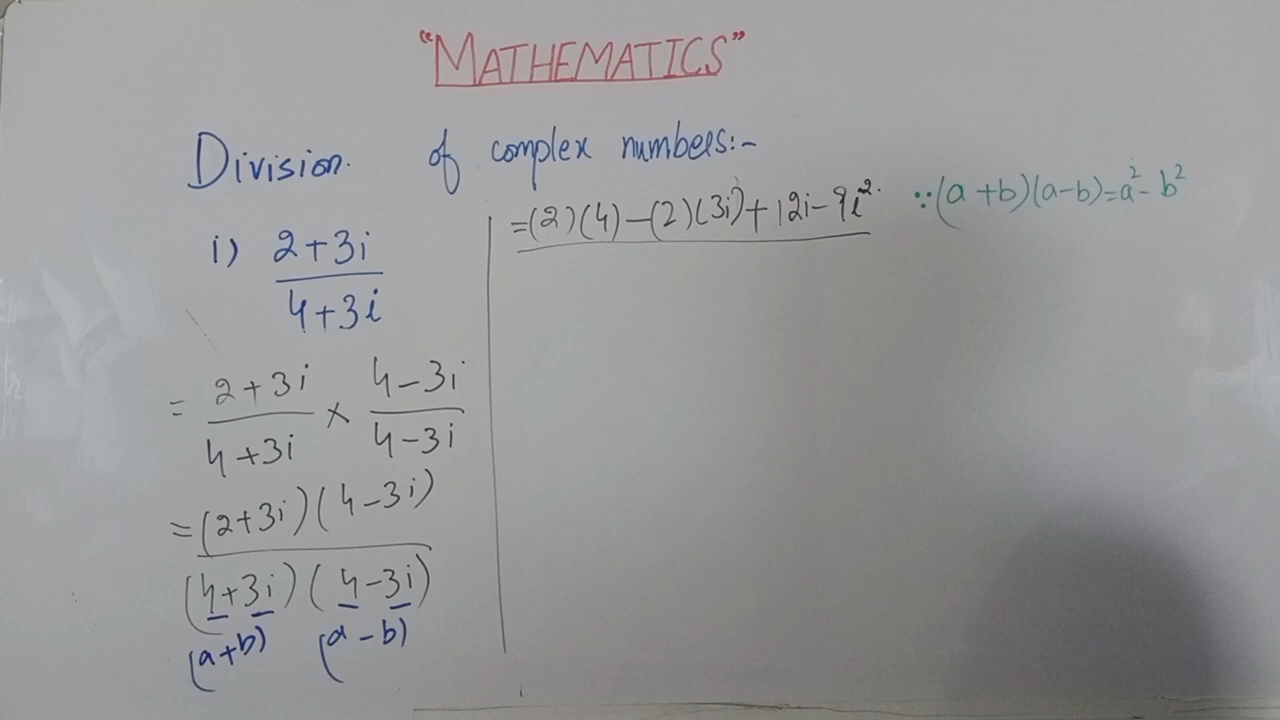 “MATHEMATICS”
Division. of complex numbers:-
i) 2+3i
4+3i
= 2+3i × 4-3i
4+3i 4-3i
=(2+3i)(4-3i)
(4+3i)(4-3i)
(a+b) (a-b)
=(2)(4)-(2)(3i)+12i-9i².
∵(a+b)(a-b)=a²-b²